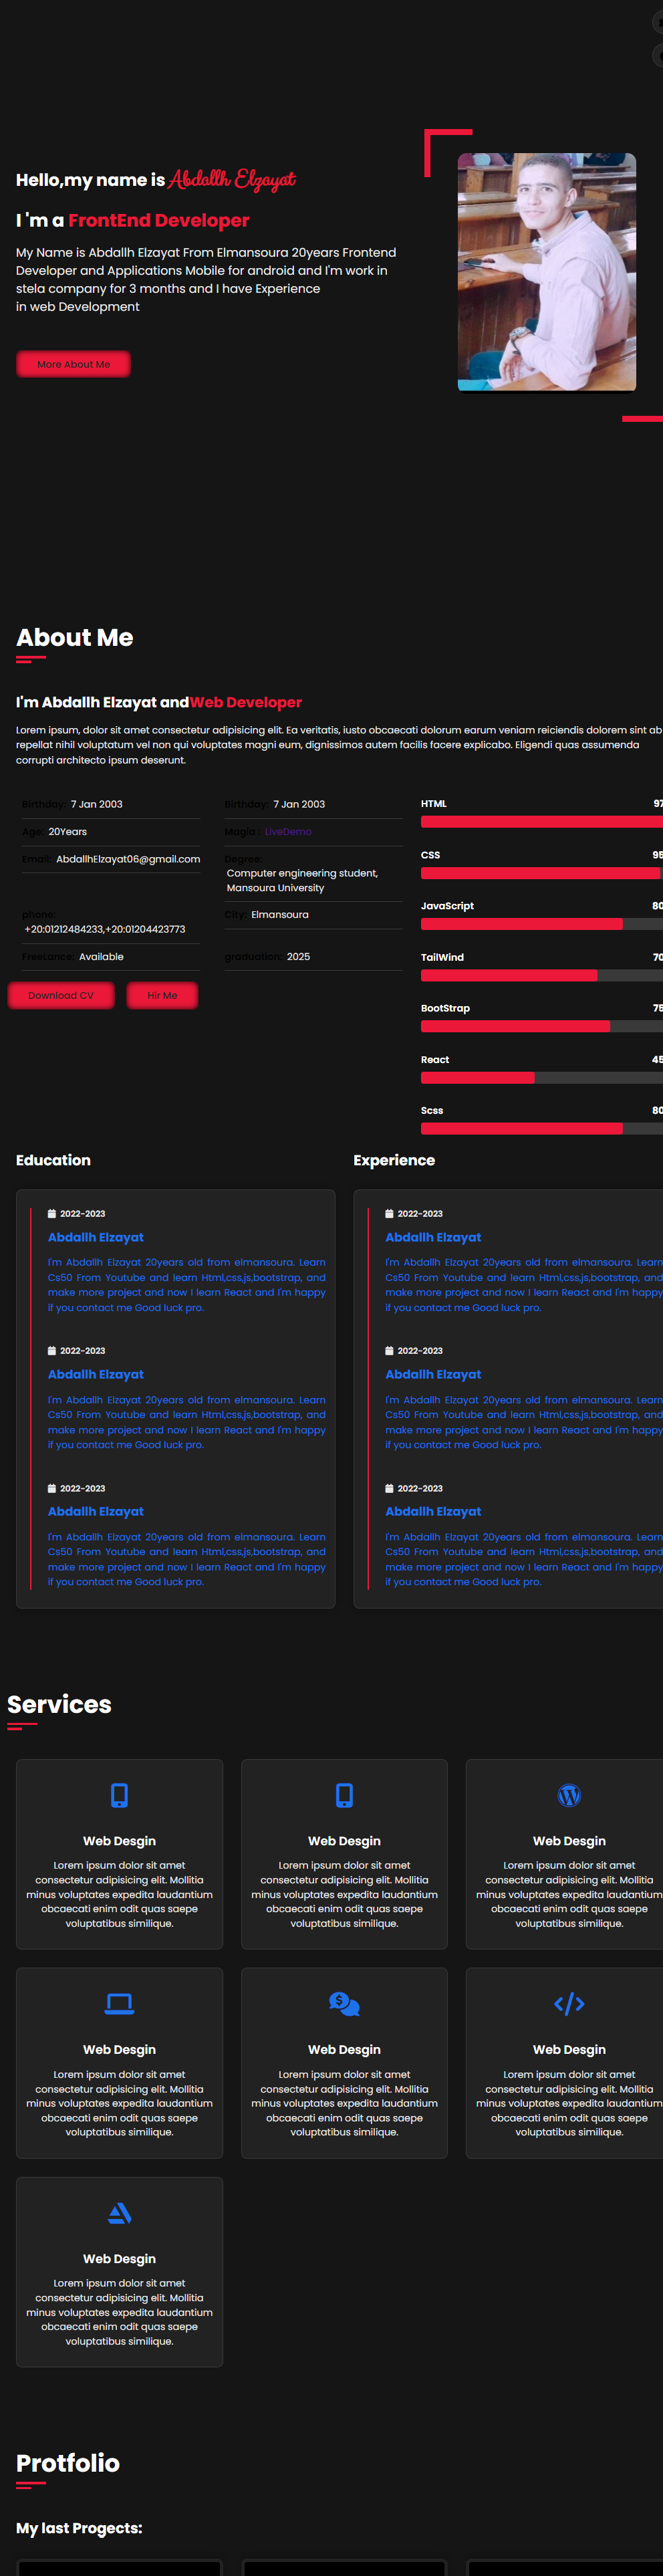 Hello,my name is Abdallh Elzayat
I 'm a FrontEnd Developer
My Name is Abdallh Elzayat From Elmansoura 20years Frontend
Developer and Applications Mobile for android and I'm work in
stela company for 3 months and I have Experience
in web Development
More About Me
About Me
I'm Abdallh Elzayat andWeb Developer
Lorem ipsum, dolor sit amet consectetur adipisicing elit. Ea veritatis, iusto obcaecati dolorum earum veniam reiciendis dolorem sint ab
repellat nihil voluptatum vel non qui voluptates magni eum, dignissimos autem facilis facere explicabo. Eligendi quas assumenda
corrupti architecto ipsum deserunt.
Birthday: 7 Jan 2003
Age: 20Years
Email: AbdallhElzayat06@gmail.com
phone:
+20:01212484233,+20:01204423773
FreeLance: Available
Download CV
Hir Me
Birthday: 7 Jan 2003
Magia : LiveDemo
Degree:
Computer engineering student,
Mansoura University
City: Elmansoura
graduation: 2025
HTML 97
CSS 95
JavaScript 80
TailWind 70
BootStrap 75
React 45
Scss 80
Education
2022-2023
Abdallh Elzayat
I'm Abdallh Elzayat 20years old from elmansoura. Learn
Cs50 From Youtube and learn Html,css,js,bootstrap, and
make more project and now I learn React and I'm happy
if you contact me Good luck pro.
2022-2023
Abdallh Elzayat
I'm Abdallh Elzayat 20years old from elmansoura. Learn
Cs50 From Youtube and learn Html,css,js,bootstrap, and
make more project and now I learn React and I'm happy
if you contact me Good luck pro.
2022-2023
Abdallh Elzayat
I'm Abdallh Elzayat 20years old from elmansoura. Learn
Cs50 From Youtube and learn Html,css,js,bootstrap, and
make more project and now I learn React and I'm happy
if you contact me Good luck pro.
Experience
2022-2023
Abdallh Elzayat
I'm Abdallh Elzayat 20years old from elmansoura. Learn
Cs50 From Youtube and learn Html,css,js,bootstrap, and
make more project and now I learn React and I'm happy
if you contact me Good luck pro.
2022-2023
Abdallh Elzayat
I'm Abdallh Elzayat 20years old from elmansoura. Learn
Cs50 From Youtube and learn Html,css,js,bootstrap, and
make more project and now I learn React and I'm happy
if you contact me Good luck pro.
2022-2023
Abdallh Elzayat
I'm Abdallh Elzayat 20years old from elmansoura. Learn
Cs50 From Youtube and learn Html,css,js,bootstrap, and
make more project and now I learn React and I'm happy
if you contact me Good luck pro.
Services
Web Desgin
Lorem ipsum dolor sit amet
consectetur adipisicing elit. Mollitia
minus voluptates expedita laudantium
obcaecati enim odit quas saepe
voluptatibus similique.
Web Desgin
Lorem ipsum dolor sit amet
consectetur adipisicing elit. Mollitia
minus voluptates expedita laudantium
obcaecati enim odit quas saepe
voluptatibus similique.
Web Desgin
Lorem ipsum dolor sit amet
consectetur adipisicing elit. Mollitia
minus voluptates expedita laudantium
obcaecati enim odit quas saepe
voluptatibus similique.
Web Desgin
Lorem ipsum dolor sit amet
consectetur adipisicing elit. Mollitia
minus voluptates expedita laudantium
obcaecati enim odit quas saepe
voluptatibus similique.
Web Desgin
Lorem ipsum dolor sit amet
consectetur adipisicing elit. Mollitia
minus voluptates expedita laudantium
obcaecati enim odit quas saepe
voluptatibus similique.
Web Desgin
Lorem ipsum dolor sit amet
consectetur adipisicing elit. Mollitia
minus voluptates expedita laudantium
obcaecati enim odit quas saepe
voluptatibus similique.
Web Desgin
Lorem ipsum dolor sit amet
consectetur adipisicing elit. Mollitia
minus voluptates expedita laudantium
obcaecati enim odit quas saepe
voluptatibus similique.
Protfolio
My last Progects: